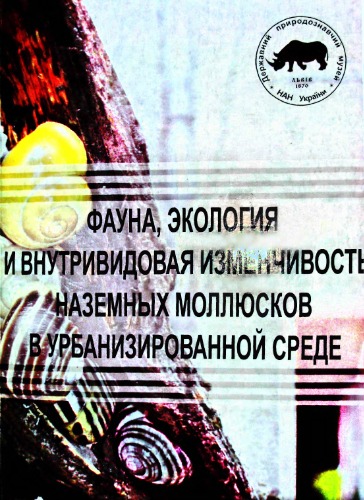 Державний природознавчий музей
ЛЬВІВ
1870
НАН України
ФАУНА, ЭКОЛОГИЯ
И ВНУТРИВИДОВАЯ ИЗМЕНЧИВОСТЬ
НАЗЕМНЫХ МОЛЛЮСКОВ
В УРБАНИЗИРОВАННОЙ СРЕДЕ